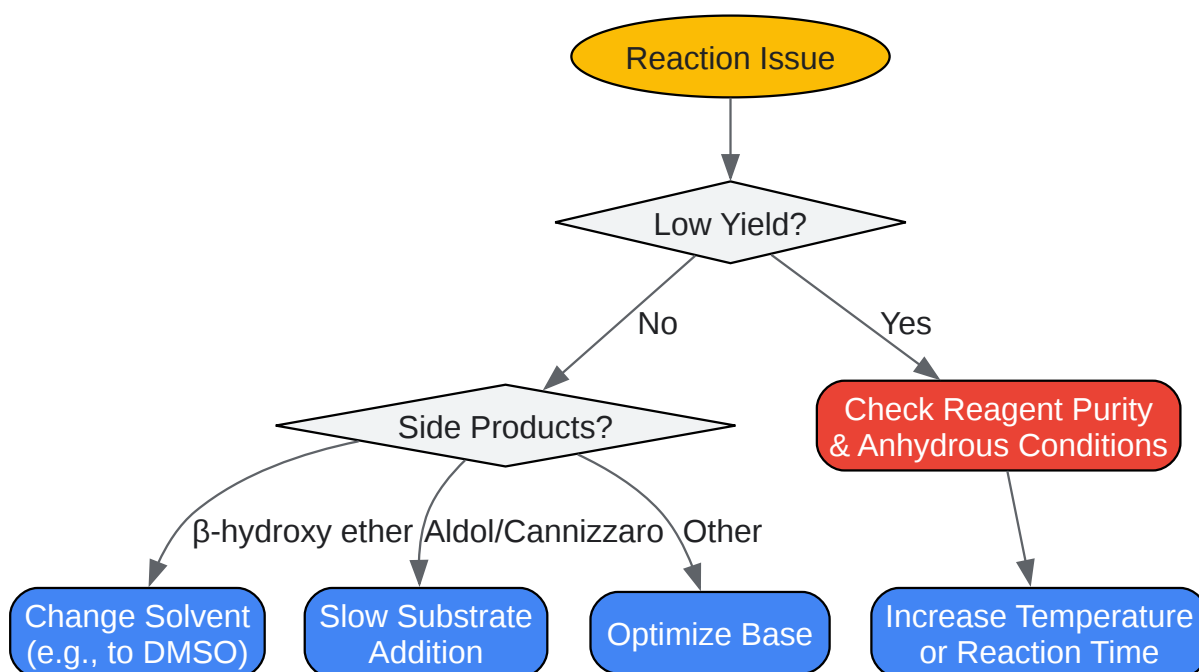 Reaction Issue
Low Yield?
No
Yes
Check Reagent Purity
& Anhydrous Conditions
Side Products?
β-hydroxy ether
Aldol/Cannizzaro
Other
Change Solvent
(e.g., to DMSO)
Slow Substrate
Addition
Optimize Base
Increase Temperature
or Reaction Time